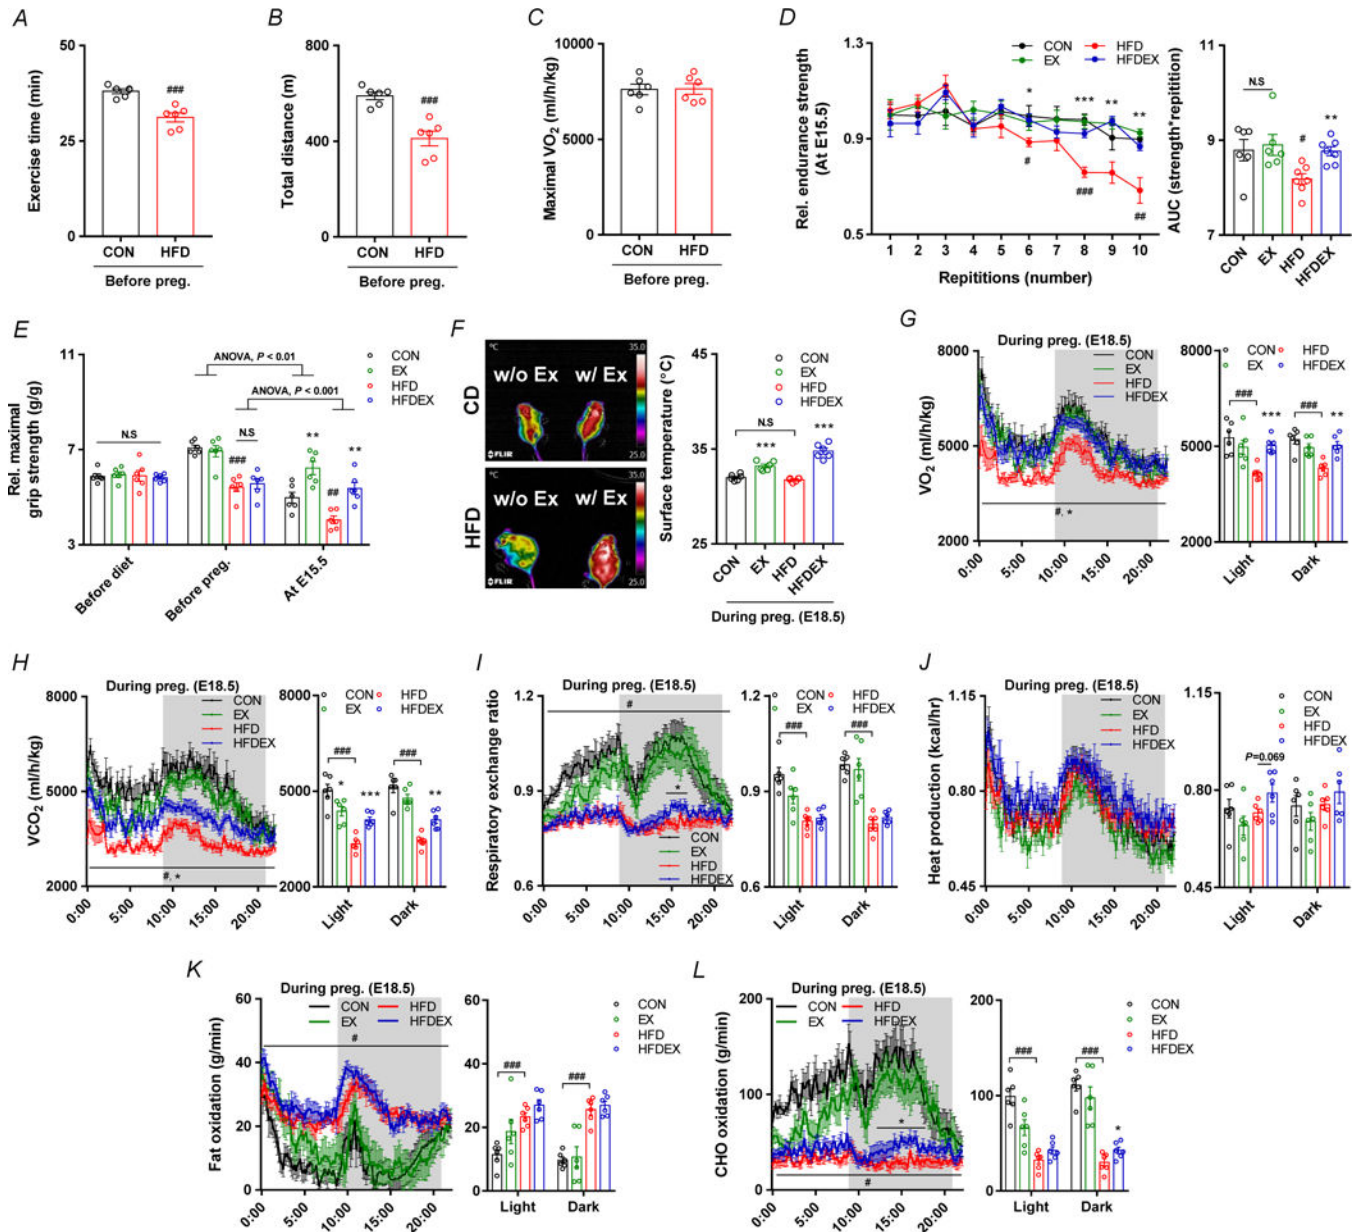 A
B
C
D
50
25
0
Exercise time (min)
###
CON HFD
Before preg.
800
400
0
Total distance (m)
###
CON HFD
Before preg.
10000
5000
0
Maximal VO2 (ml/h/kg)
CON HFD
Before preg.
1.3
0.9
0.5
Rel. endurance strength
(At E15.5)
CON HFD
EX HFDEX
* *** ** **
# ### ##
1 2 3 4 5 6 7 8 9 10
Repititions (number)
11
9
7
AUC (strength*repitition)
N.S
# **
CON EX HFD HFDEX
E
11
7
3
Rel. maximal
grip strength (g/g)
ANOVA, P < 0.01
ANOVA, P < 0.001
CON
EX
HFD
HFDEX
N.S
###
N.S
**
##
**
Before diet Before preg. At E15.5
F
CD
°C 35.0
w/o Ex w/ Ex
FLIR 25.0
HFD
°C 35.0
w/o Ex w/ Ex
FLIR 25.0
45
35
25
Surface temperature (°C)
CON
EX
HFD
HFDEX
N.S
***
***
CON EX HFD HFDEX
During preg. (E18.5)
G
During preg. (E18.5)
8000
5000
2000
VO2 (ml/h/kg)
CON
EX
HFD
HFDEX
#, *
0:00 5:00 10:00 15:00 20:00
8000
5000
2000
CON HFD
EX HFDEX
### ***
### **
Light Dark
H
During preg. (E18.5)
8000
5000
2000
VCO2 (ml/h/kg)
CON
EX
HFD
HFDEX
#, *
0:00 5:00 10:00 15:00 20:00
8000
5000
2000
CON HFD
EX HFDEX
###
* ***
###
**
Light Dark
I
During preg. (E18.5)
1.2
0.9
0.6
Respiratory exchange ratio
#
*
CON
EX
HFD
HFDEX
0:00 5:00 10:00 15:00 20:00
1.2
0.9
0.6
CON HFD
EX HFDEX
### ###
Light Dark
J
During preg. (E18.5)
1.15
0.80
0.45
Heat production (kcal/hr)
CON
EX
HFD
HFDEX
0:00 5:00 10:00 15:00 20:00
1.15
0.80
0.45
CON
EX
HFD
HFDEX
P=0.069
Light Dark
K
During preg. (E18.5)
60
40
20
0
Fat oxidation (g/min)
CON HFD
EX HFDEX
#
0:00 5:00 10:00 15:00 20:00
60
40
20
0
CON
EX
HFD
HFDEX
### ###
Light Dark
L
During preg. (E18.5)
200
100
50
0
CHO oxidation (g/min)
CON HFD
EX HFDEX
*
#
0:00 5:00 10:00 15:00 20:00
200
100
0
CON
EX
HFD
HFDEX
### ###
*
Light Dark